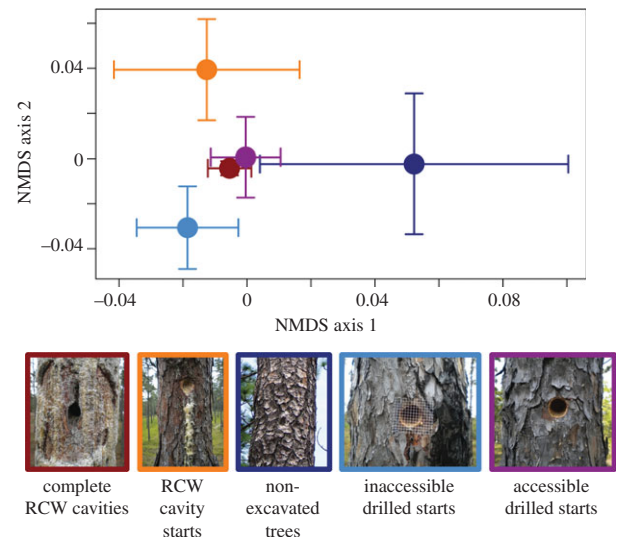 0.04
0
–0.04
NMDS axis 2
–0.04 0 0.04 0.08
NMDS axis 1
complete
RCW cavities
RCW
cavity
starts
non-
excavated
trees
inaccessible
drilled starts
accessible
drilled starts